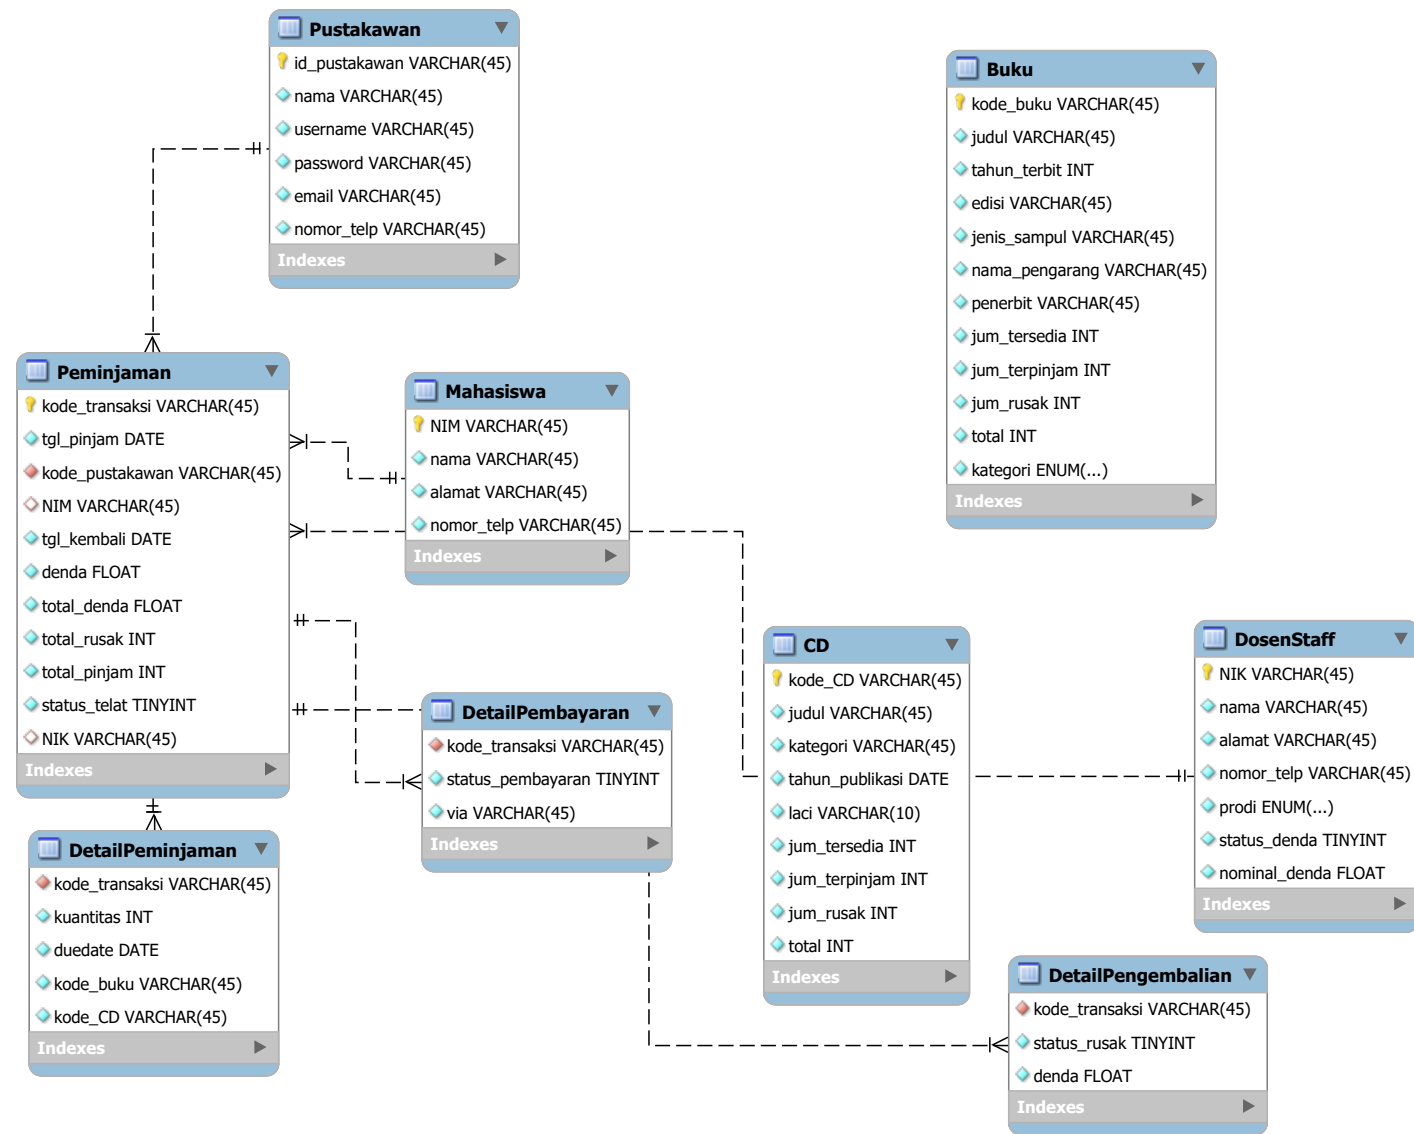 Pustakawan
id_pustakawan VARCHAR(45)
nama VARCHAR(45)
username VARCHAR(45)
password VARCHAR(45)
email VARCHAR(45)
nomor_telp VARCHAR(45)
Indexes
Buku
kode_buku VARCHAR(45)
judul VARCHAR(45)
tahun_terbit INT
edisi VARCHAR(45)
jenis_sampul VARCHAR(45)
nama_pengarang VARCHAR(45)
penerbit VARCHAR(45)
jum_tersedia INT
jum_terpinjam INT
jum_rusak INT
total INT
kategori ENUM(...)
Indexes
Peminjaman
kode_transaksi VARCHAR(45)
tgl_pinjam DATE
kode_pustakawan VARCHAR(45)
NIM VARCHAR(45)
tgl_kembali DATE
denda FLOAT
total_denda FLOAT
total_rusak INT
total_pinjam INT
status_telat TINYINT
NIK VARCHAR(45)
Indexes
Mahasiswa
NIM VARCHAR(45)
nama VARCHAR(45)
alamat VARCHAR(45)
nomor_telp VARCHAR(45)
Indexes
CD
kode_CD VARCHAR(45)
judul VARCHAR(45)
kategori VARCHAR(45)
tahun_publikasi DATE
laci VARCHAR(10)
jum_tersedia INT
jum_terpinjam INT
jum_rusak INT
total INT
Indexes
DosenStaff
NIK VARCHAR(45)
nama VARCHAR(45)
alamat VARCHAR(45)
nomor_telp VARCHAR(45)
prodi ENUM(...)
status_denda TINYINT
nominal_denda FLOAT
Indexes
DetailPembayaran
kode_transaksi VARCHAR(45)
status_pembayaran TINYINT
via VARCHAR(45)
Indexes
DetailPeminjaman
kode_transaksi VARCHAR(45)
kuantitas INT
duedate DATE
kode_buku VARCHAR(45)
kode_CD VARCHAR(45)
Indexes
DetailPengembalian
kode_transaksi VARCHAR(45)
status_rusak TINYINT
denda FLOAT
Indexes